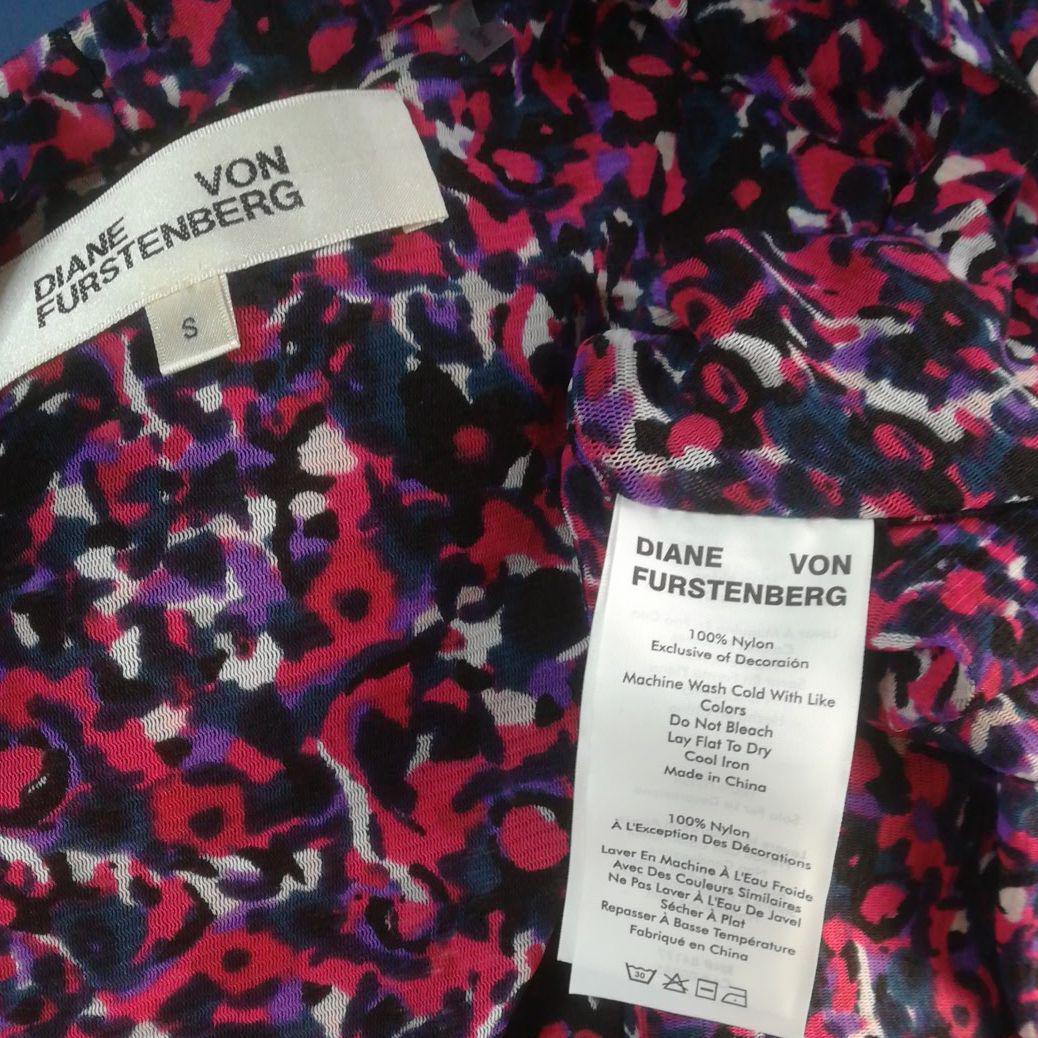 DIANE VON
FURSTENBERG
S
DIANE VON
FURSTENBERG
100% Nylon
Exclusive of Decoraión
Machine Wash Cold With Like
Colors
Do Not Bleach
Lay Flat To Dry
Cool Iron
Made in China
100% Nylon
À L'Exception Des Décorations
Laver En Machine À L'Eau Froide
Avec Des Couleurs Similaires
Ne Pas Laver À L'Eau De Javel
Sécher À Plat
Repasser À Basse Température
Fabriqué en China
30